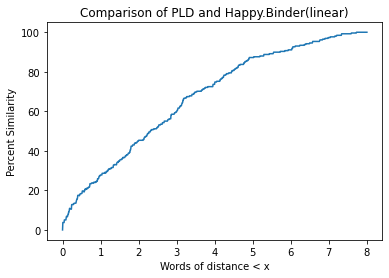 Comparison of PLD and Happy.Binder(linear)
Percent Similarity
100
80
60
40
20
0
0 1 2 3 4 5 6 7 8
Words of distance < x